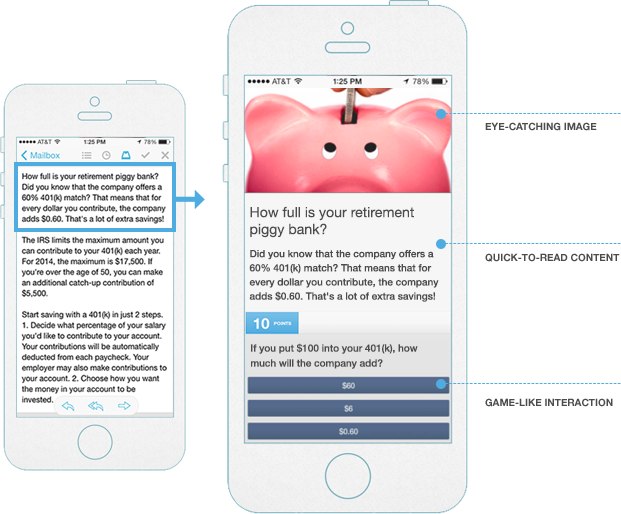 AT&T 1:25 PM 78%
Mailbox
How full is your retirement piggy bank?
Did you know that the company offers a
60% 401(k) match? That means that for
every dollar you contribute, the company
adds $0.60. That's a lot of extra savings!
The IRS limits the maximum amount you
can contribute to your 401(k) each year.
For 2014, the maximum is $17,500. If
you're over the age of 50, you can make
an additional catch-up contribution of
$5,500.
Start saving with a 401(k) in just 2 steps.
1. Decide what percentage of your salary
you'd like to contribute to your account.
Your contributions will be automatically
deducted from each paycheck. Your
employer may also make contributions to
your account. 2. Choose how you want
the money in your account to be
invested.
AT&T 1:25 PM 78%
How full is your retirement
piggy bank?
Did you know that the company offers a
60% 401(k) match? That means that for
every dollar you contribute, the company
adds $0.60. That's a lot of extra savings!
10 POINTS
If you put $100 into your 401(k), how
much will the company add?
$60
$6
$0.60
EYE-CATCHING IMAGE
QUICK-TO-READ CONTENT
GAME-LIKE INTERACTION